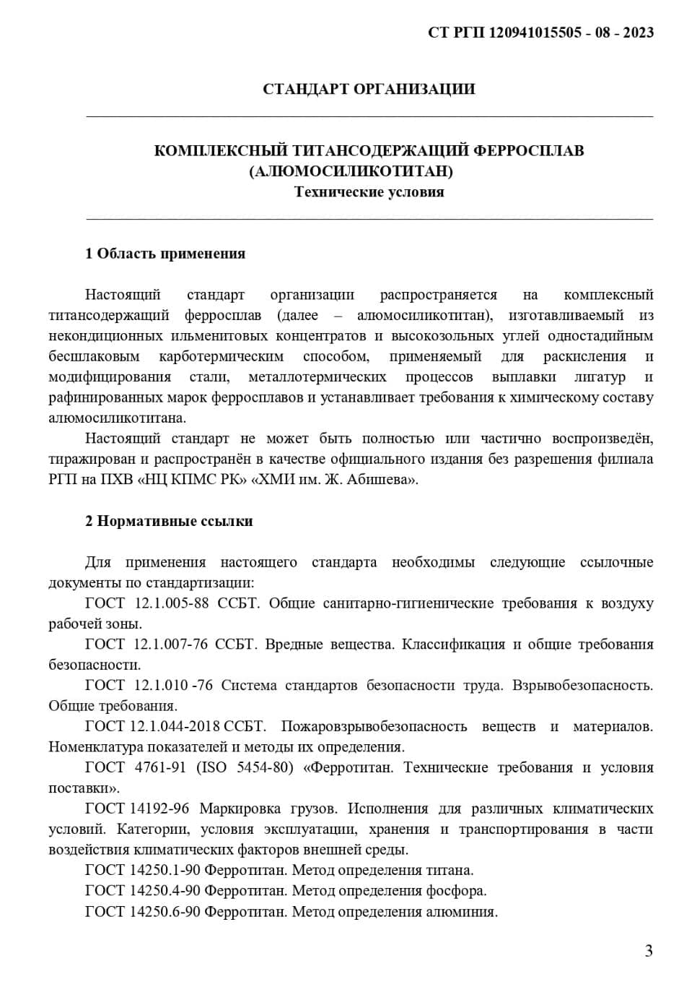 СТ РГП 120941015505 - 08 - 2023
СТАНДАРТ ОРГАНИЗАЦИИ
КОМПЛЕКСНЫЙ ТИТАНСОДЕРЖАЩИЙ ФЕРРОСПЛАВ
(АЛЮМОСИЛИКОТИТАН)
Технические условия
1 Область применения
Настоящий стандарт организации распространяется на комплексный
титансодержащий ферросплав (далее – алюмосиликотитан), изготавливаемый из
некондиционных ильменитовых концентратов и высокозольных углей одностадийным
бесшлаковым карботермическим способом, применяемый для раскисления и
модифицирования стали, металлотермических процессов выплавки лигатур и
рафинированных марок ферросплавов и устанавливает требования к химическому составу
алюмосиликотитана.
Настоящий стандарт не может быть полностью или частично воспроизведён,
тиражирован и распространён в качестве официального издания без разрешения филиала
РГП на ПХВ «НЦ КПМС РК» «ХМИ им. Ж. Абишева».
2 Нормативные ссылки
Для применения настоящего стандарта необходимы следующие ссылочные
документы по стандартизации:
ГОСТ 12.1.005-88 ССБТ. Общие санитарно-гигиенические требования к воздуху
рабочей зоны.
ГОСТ 12.1.007-76 ССБТ. Вредные вещества. Классификация и общие требования
безопасности.
ГОСТ 12.1.010 -76 Система стандартов безопасности труда. Взрывобезопасность.
Общие требования.
ГОСТ 12.1.044-2018 ССБТ. Пожаровзрывобезопасность веществ и материалов.
Номенклатура показателей и методы их определения.
ГОСТ 4761-91 (ISO 5454-80) «Ферротитан. Технические требования и условия
поставки».
ГОСТ 14192-96 Маркировка грузов. Исполнения для различных климатических
условий. Категории, условия эксплуатации, хранения и транспортирования в части
воздействия климатических факторов внешней среды.
ГОСТ 14250.1-90 Ферротитан. Метод определения титана.
ГОСТ 14250.4-90 Ферротитан. Метод определения фосфора.
ГОСТ 14250.6-90 Ферротитан. Метод определения алюминия.
3